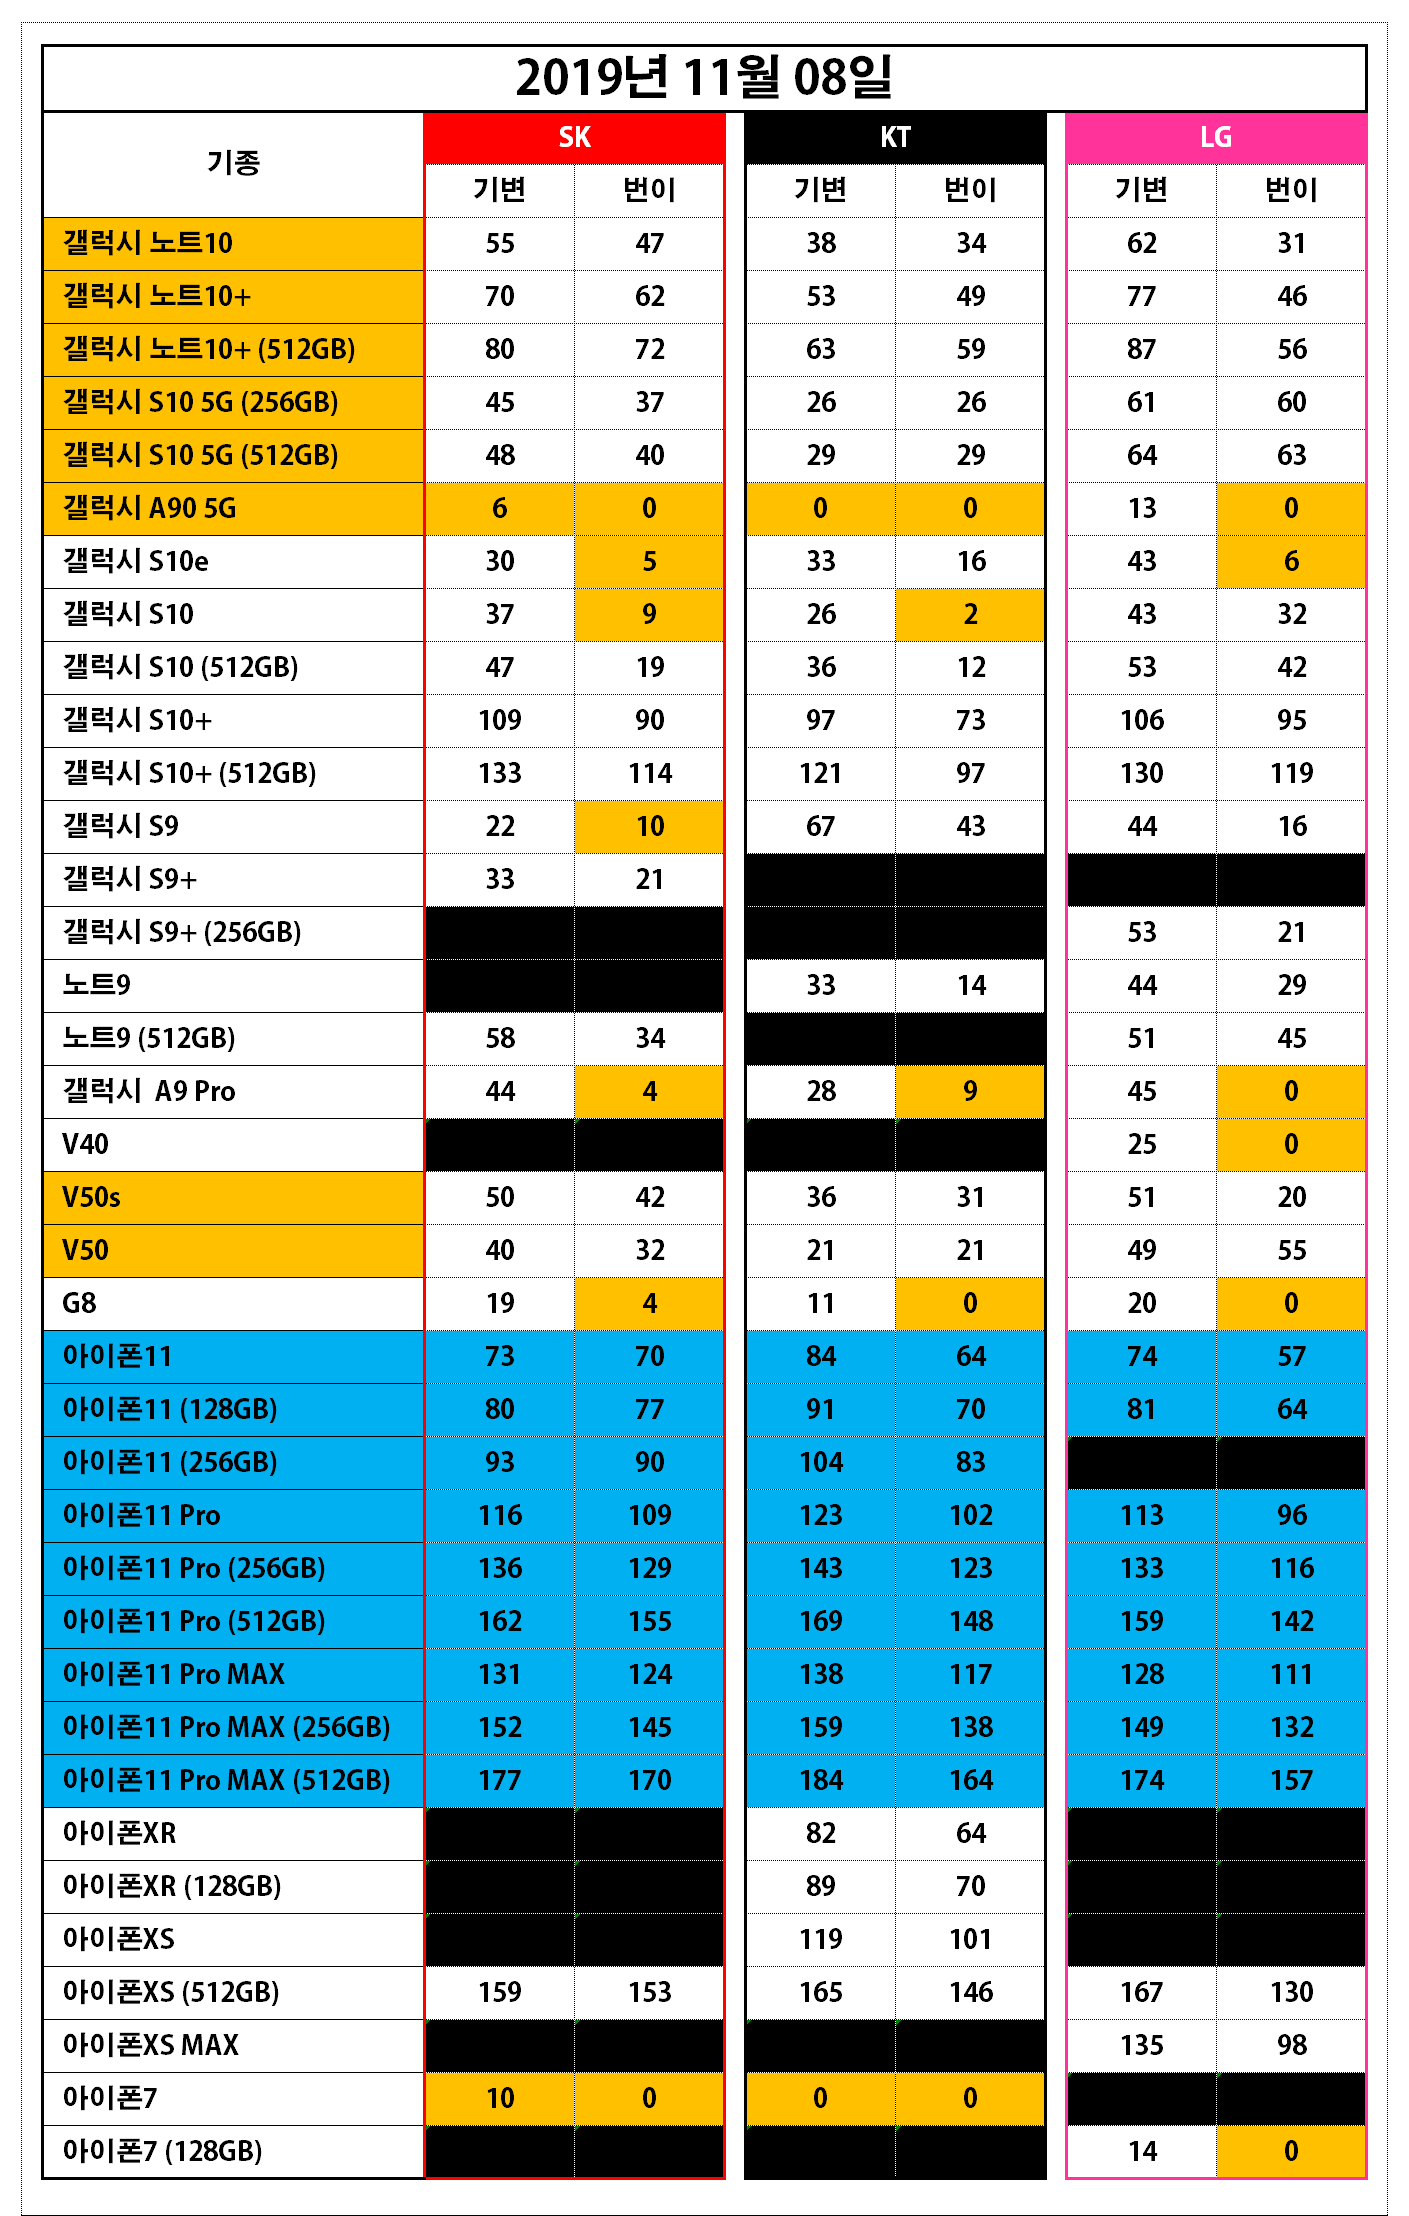 2019년 11월 08일
기종 SK KT LG
기변 번이 기변 번이 기변 번이
갤럭시 노트10 55 47 38 34 62 31
갤럭시 노트10+ 70 62 53 49 77 46
갤럭시 노트10+ (512GB) 80 72 63 59 87 56
갤럭시 S10 5G (256GB) 45 37 26 26 61 60
갤럭시 S10 5G (512GB) 48 40 29 29 64 63
갤럭시 A90 5G 6 0 0 0 13 0
갤럭시 S10e 30 5 33 16 43 6
갤럭시 S10 37 9 26 2 43 32
갤럭시 S10 (512GB) 47 19 36 12 53 42
갤럭시 S10+ 109 90 97 73 106 95
갤럭시 S10+ (512GB) 133 114 121 97 130 119
갤럭시 S9 22 10 67 43 44 16
갤럭시 S9+ 33 21
갤럭시 S9+ (256GB) 53 21
노트9 33 14 44 29
노트9 (512GB) 58 34 51 45
갤럭시 A9 Pro 44 4 28 9 45 0
V40 25 0
V50s 50 42 36 31 51 20
V50 40 32 21 21 49 55
G8 19 4 11 0 20 0
아이폰11 73 70 84 64 74 57
아이폰11 (128GB) 80 77 91 70 81 64
아이폰11 (256GB) 93 90 104 83
아이폰11 Pro 116 109 123 102 113 96
아이폰11 Pro (256GB) 136 129 143 123 133 116
아이폰11 Pro (512GB) 162 155 169 148 159 142
아이폰11 Pro MAX 131 124 138 117 128 111
아이폰11 Pro MAX (256GB) 152 145 159 138 149 132
아이폰11 Pro MAX (512GB) 177 170 184 164 174 157
아이폰XR 82 64
아이폰XR (128GB) 89 70
아이폰XS 119 101
아이폰XS (512GB) 159 153 165 146 167 130
아이폰XS MAX 135 98
아이폰7 10 0 0 0
아이폰7 (128GB) 14 0